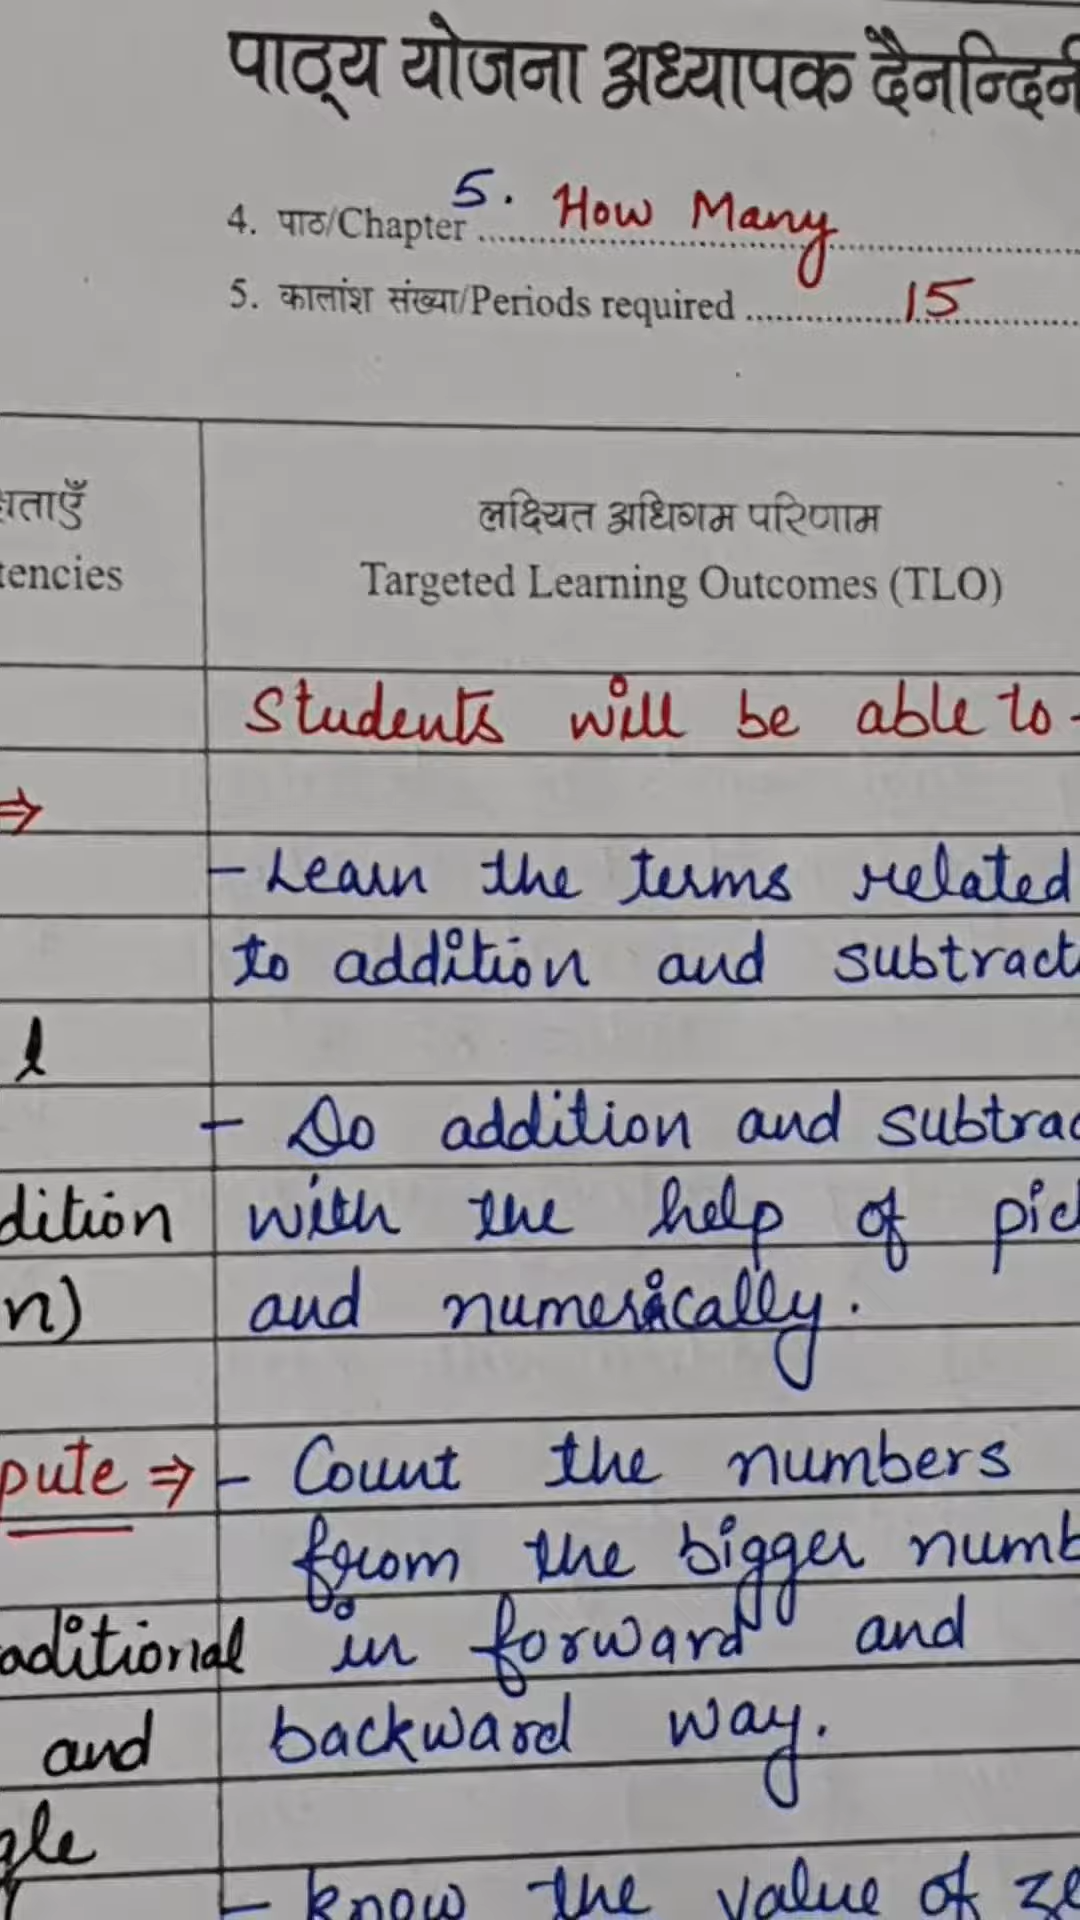 पाठ्य योजना अध्यापक दैनन्दिनी
4. पाठ/Chapter 5. How Many
5. कालांश संख्या/Periods required 15
लक्षियत अधिगम परिणाम
Targeted Learning Outcomes (TLO)
Students will be able to -
⇒
- Learn the terms related
to addition and subtract
l
- Do addition and subtrac
dition with the help of pic
n) and numerically.
pute ⇒ - Count the numbers
from the bigger numb
aditional in forward and
and backward way.
gle
- know the value of ze